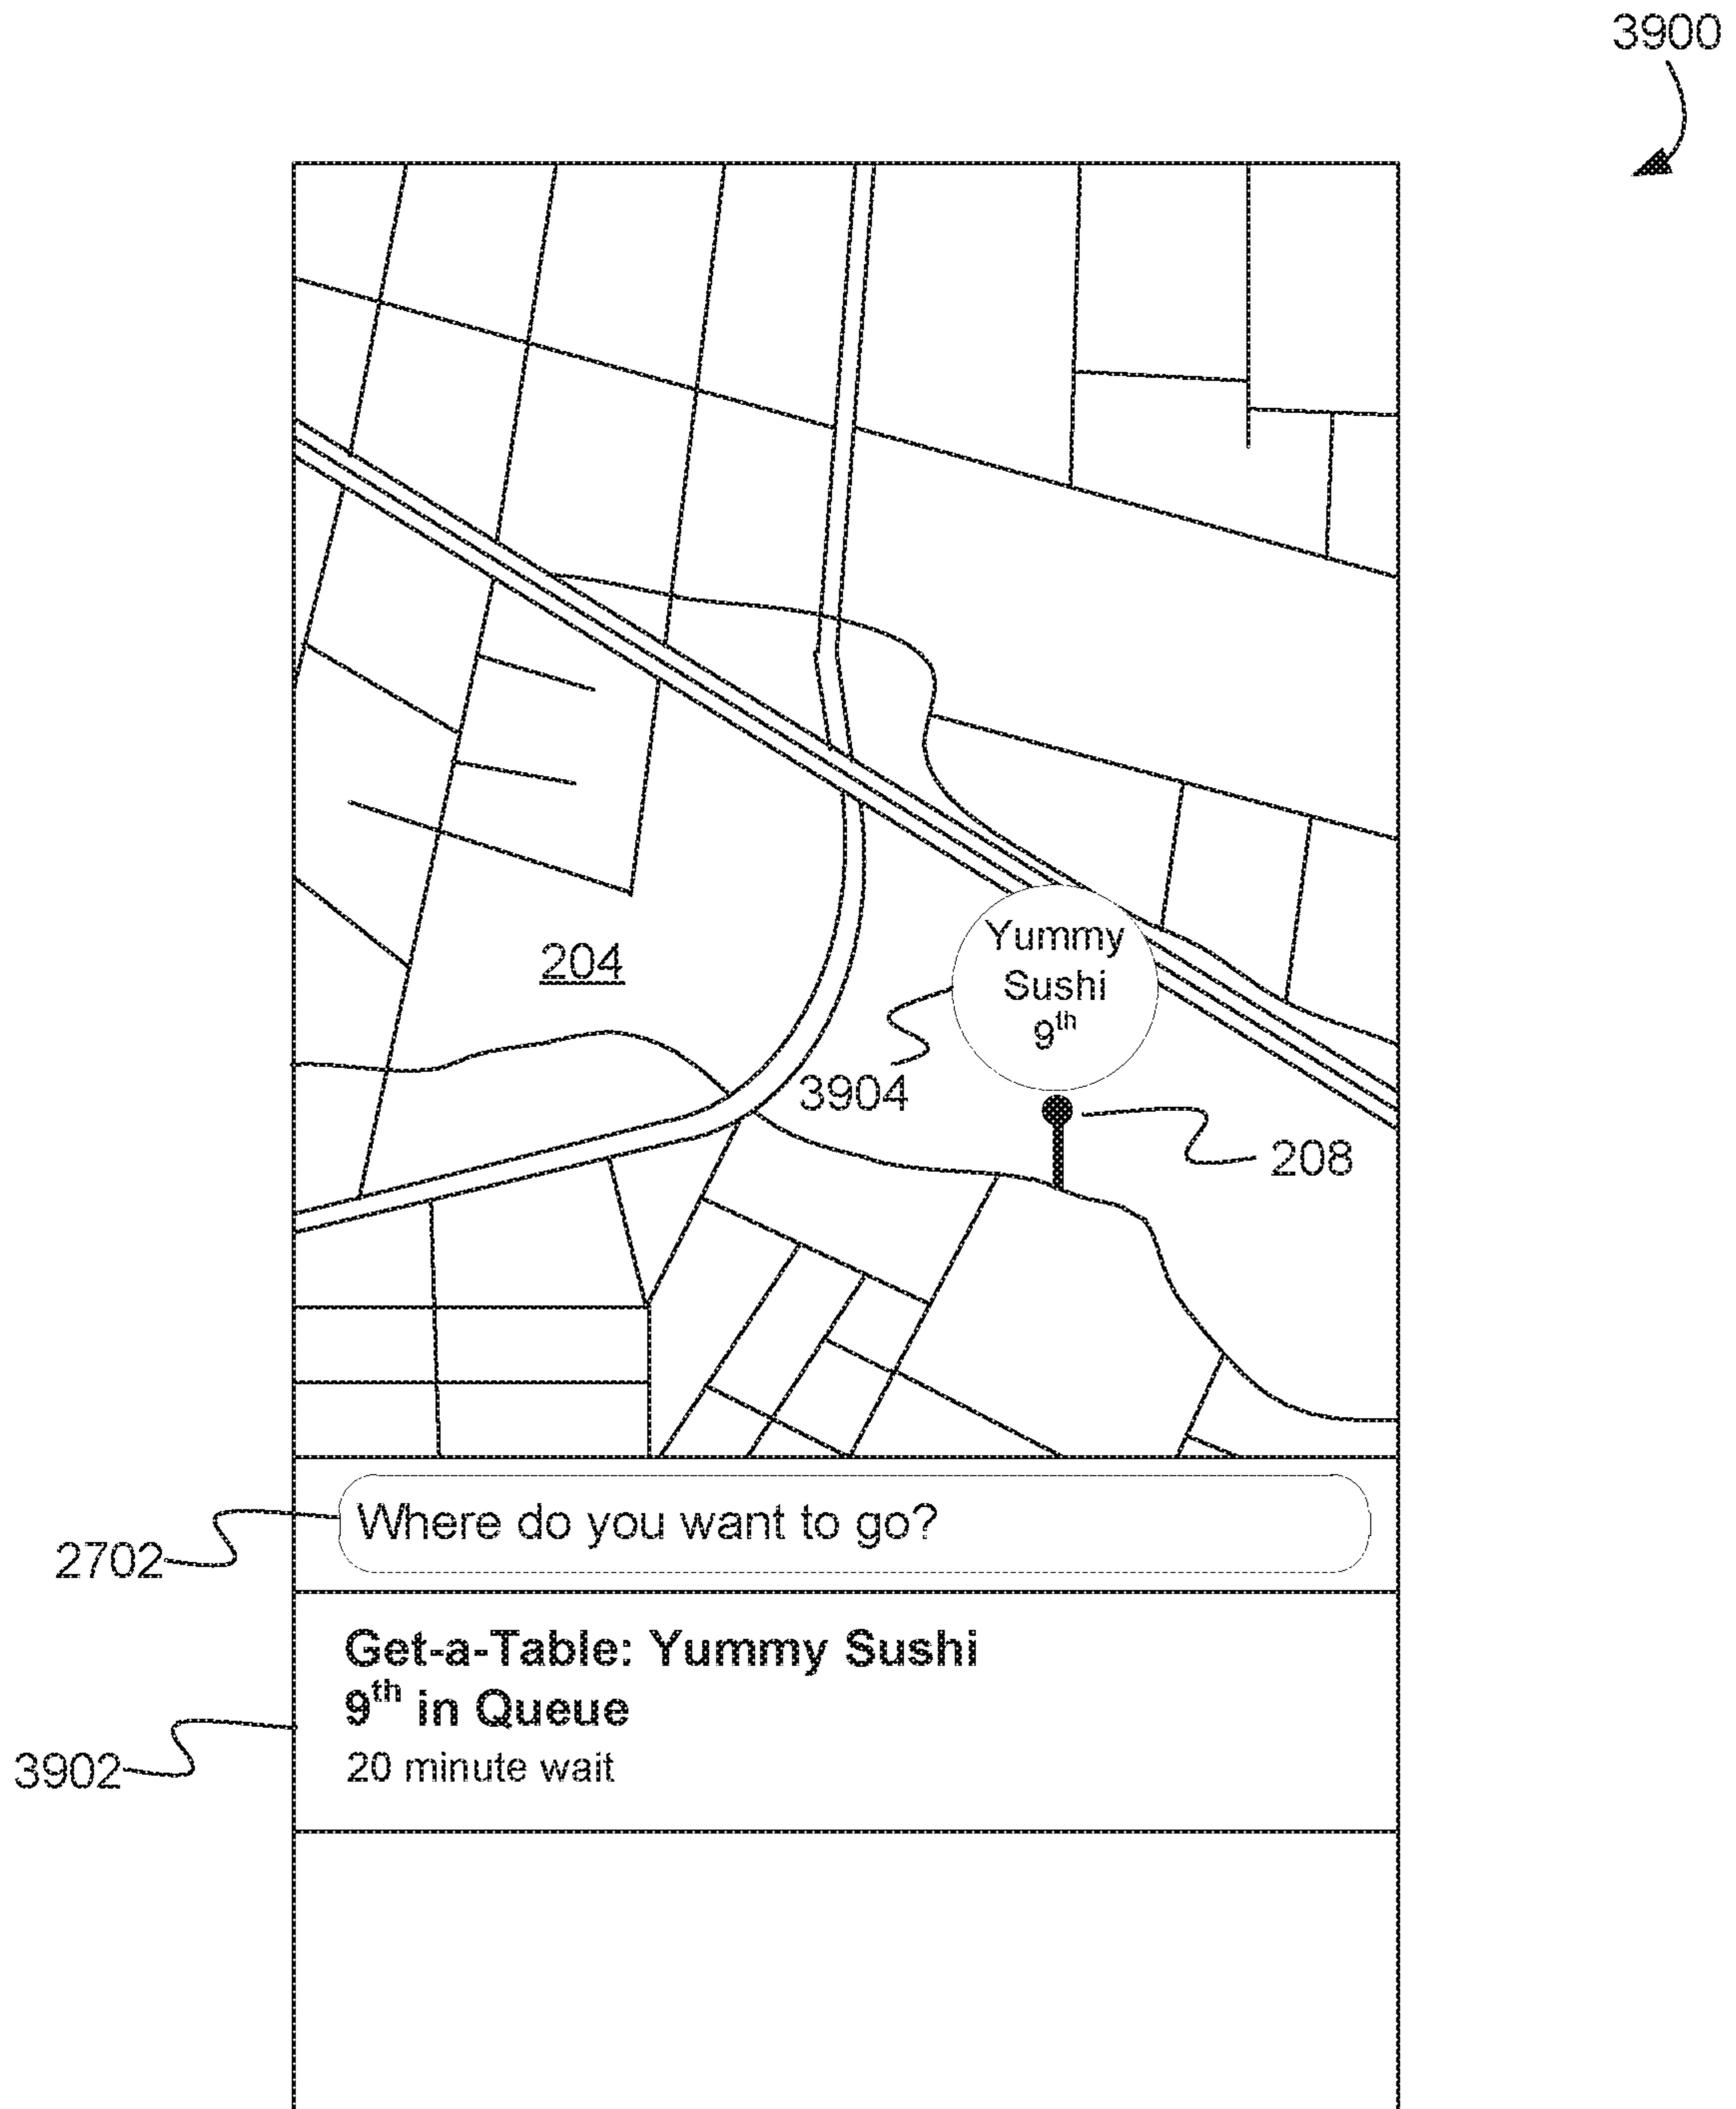 3900
Yummy
Sushi
9th
204
3904
208
Where do you want to go?
2702
Get-a-Table: Yummy Sushi
9th in Queue
20 minute wait
3902